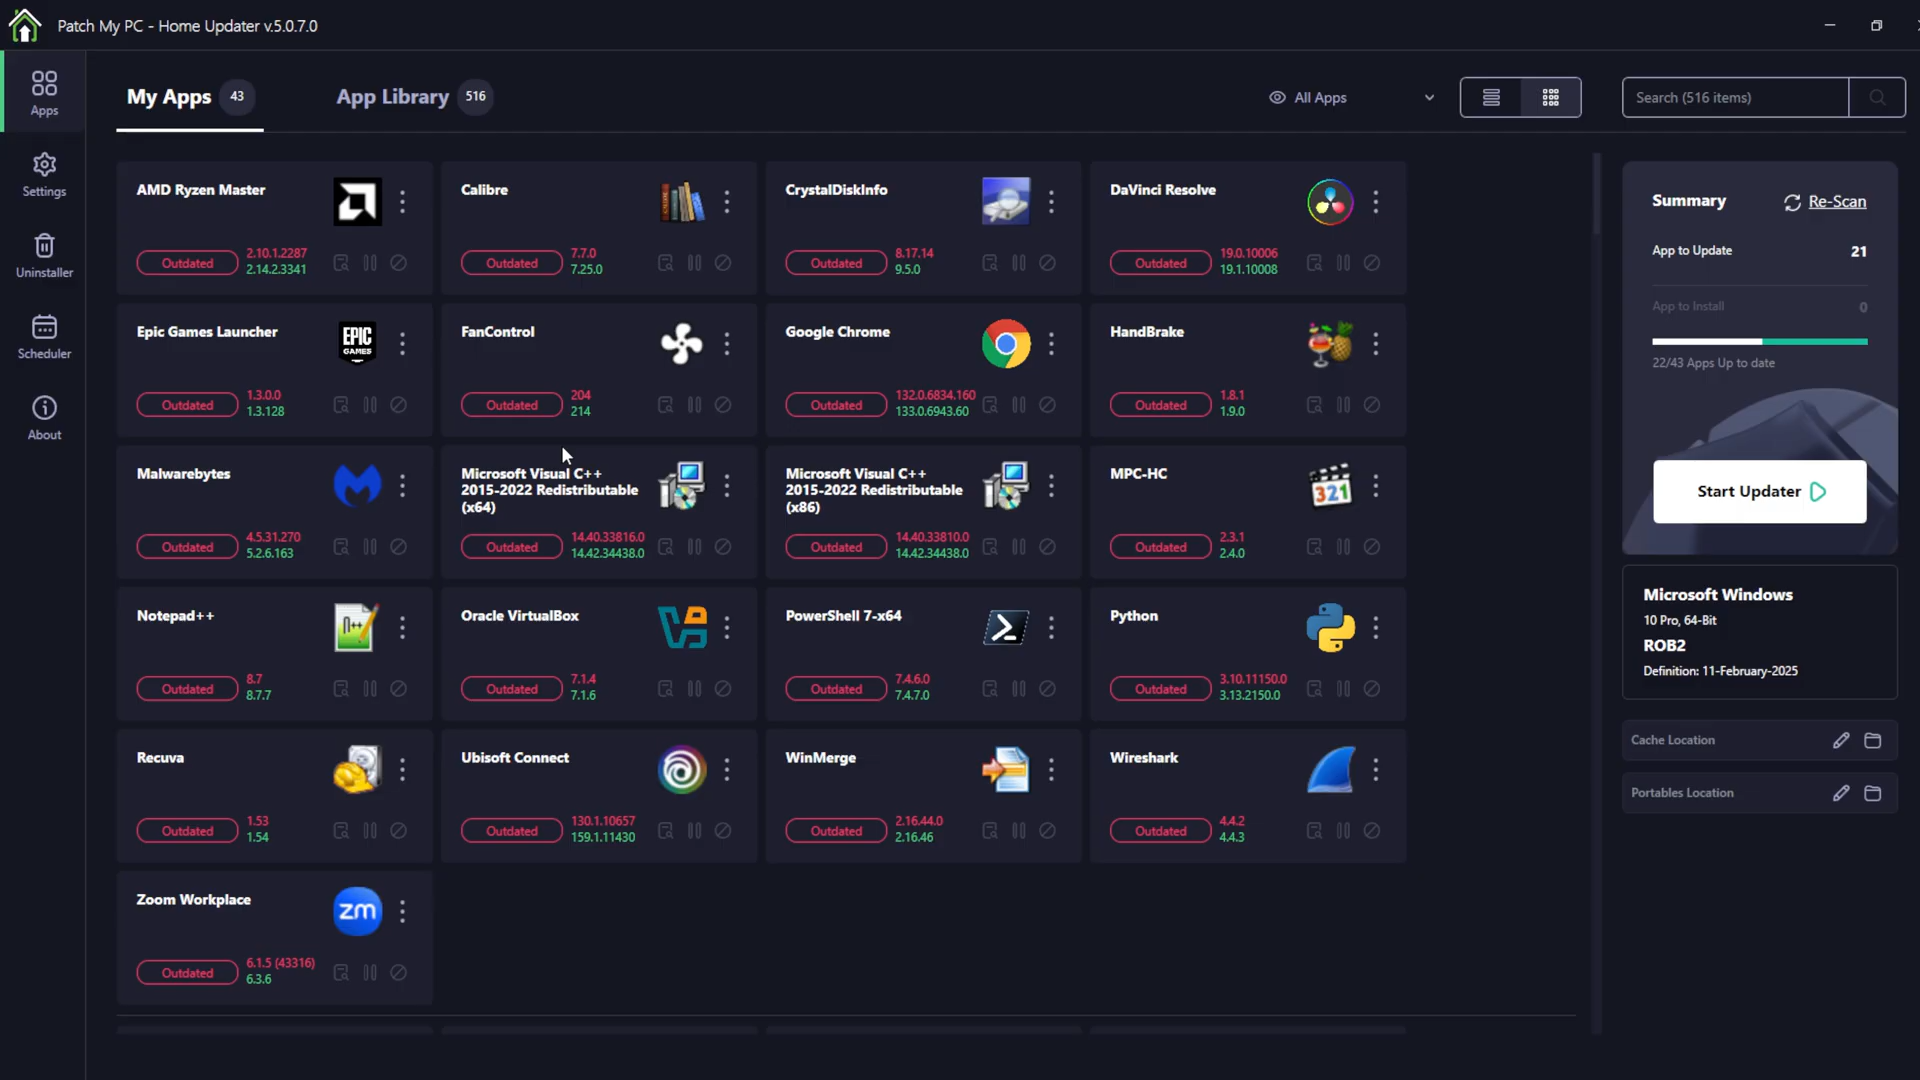 Patch My PC - Home Updater v.5.0.7.0
Apps
Settings
Uninstaller
Scheduler
About
My Apps 43
App Library 516
All Apps
Search (516 items)
AMD Ryzen Master
Outdated
2.10.1.2287
2.14.2.3341
Calibre
Outdated
7.7.0
7.25.0
CrystalDiskInfo
Outdated
8.17.14
9.5.0
DaVinci Resolve
Outdated
19.0.10006
19.1.10008
Epic Games Launcher
EPIC
GAMES
Outdated
1.3.0.0
1.3.128
FanControl
Outdated
204
214
Google Chrome
Outdated
132.0.6834.160
133.0.6943.60
HandBrake
Outdated
1.8.1
1.9.0
Malwarebytes
Outdated
4.5.31.270
5.2.6.163
Microsoft Visual C++
2015-2022 Redistributable
(x64)
Outdated
14.40.33816.0
14.42.34438.0
Microsoft Visual C++
2015-2022 Redistributable
(x86)
Outdated
14.40.33810.0
14.42.34438.0
MPC-HC
321
Outdated
2.3.1
2.4.0
Notepad++
Outdated
8.7
8.7.7
Oracle VirtualBox
Outdated
7.1.4
7.1.6
PowerShell 7-x64
Outdated
7.4.6.0
7.4.7.0
Python
Outdated
3.10.11150.0
3.13.2150.0
Recuva
Outdated
1.53
1.54
Ubisoft Connect
Outdated
130.1.10657
159.1.11430
WinMerge
Outdated
2.16.44.0
2.16.46
Wireshark
Outdated
4.4.2
4.4.3
Zoom Workplace
zm
Outdated
6.1.5 (43316)
6.3.6
Summary
Re-Scan
App to Update 21
App to Install 0
22/43 Apps Up to date
Start Updater
Microsoft Windows
10 Pro, 64-Bit
ROB2
Definition: 11-February-2025
Cache Location
Portables Location